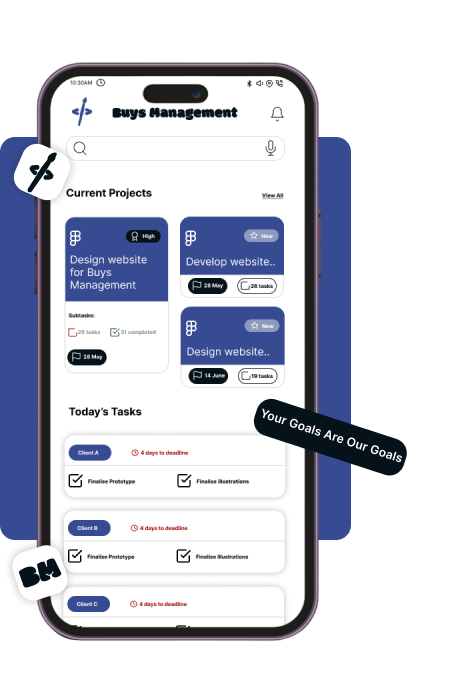 10:30AM
Buys Management
Current Projects
View All
High
Design website
for Buys
Management
Subtasks:
28 tasks
31 completed
28 May
New
Develop website..
28 May
26 tasks
New
Design website..
14 June
19 tasks
Your Goals Are Our Goals
Today's Tasks
Client A
4 days to deadline
Finalise Prototype
Finalise illustrations
Client B
4 days to deadline
Finalise Prototype
Finalise illustrations
BM
Client C
4 days to deadline